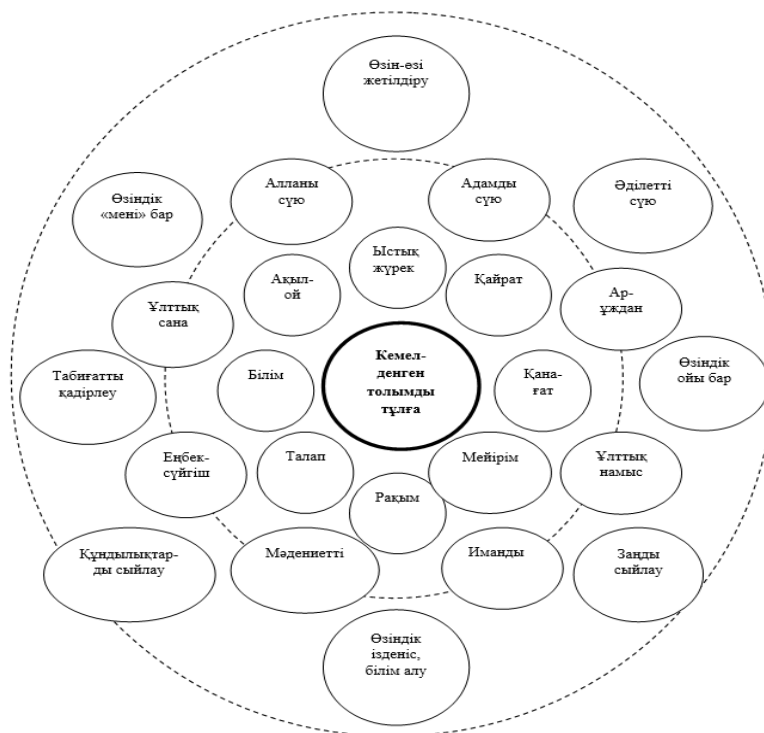 Өзін-өзі
жетілдіру
Алланы
сүю
Адамды
сүю
Өзіндік
«мені» бар
Әділетті
сүю
Ыстық
жүрек
Ақыл-
ой
Қайрат
Ұлттық
сана
Ар-
ұждан
Кемел-
денген
толымды
тұлға
Табиғатты
қадірлеу
Білім
Қана-
ғат
Өзіндік
ойы бар
Еңбек-
сүйгіш
Талап
Мейірім
Ұлттық
намыс
Рақым
Құндылықтар-
ды сыйлау
Мәдениетті
Иманды
Заңды
сыйлау
Өзіндік
ізденіс,
білім алу